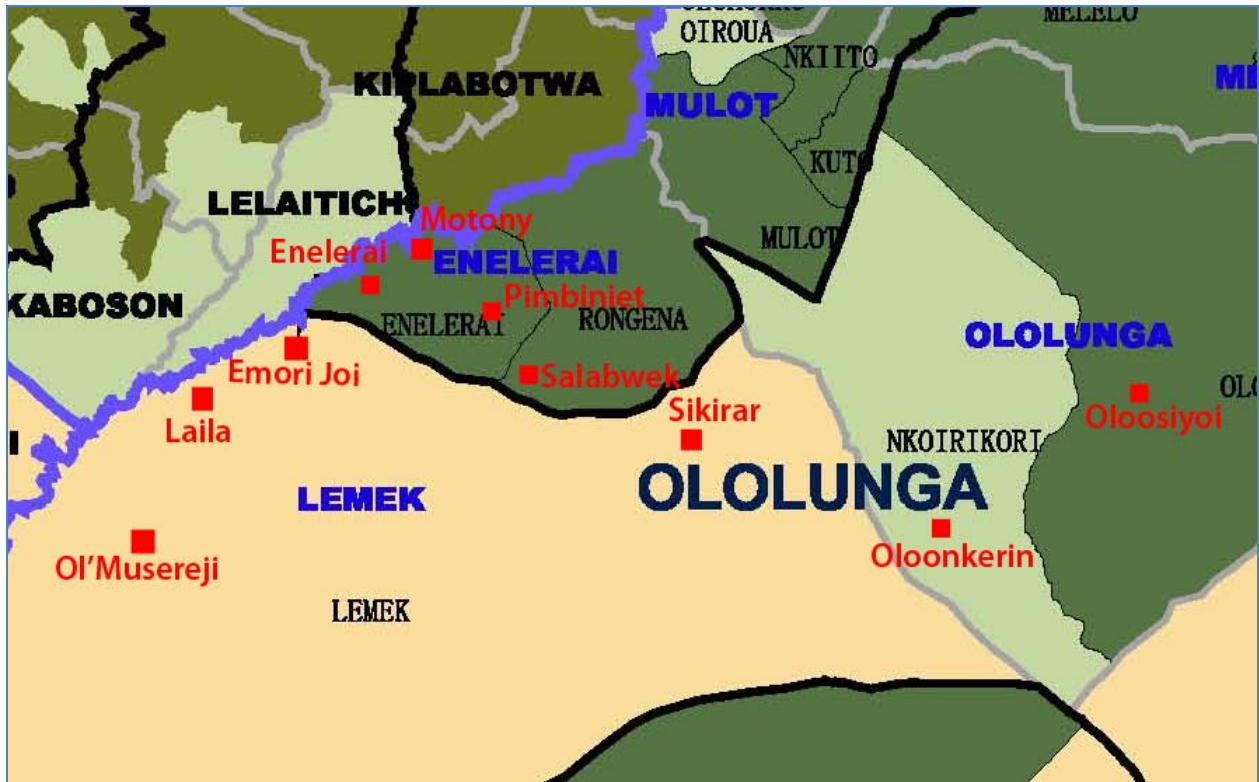 OIROUA
MELELO
NKIITO
KIPLABOTWA
MULOT
KUTO
LELAITICH
Motony
MULOT
Enelerai
ENELERAI
KABOSON
Pimbiniet
ENELERAI
RONGENA
OLOLUNGA
Emori Joi
Salabwek
Laila
Sikirar
Oloosiyoi
NKOIRIKORI
LEMEK
OLOLUNGA
Oloonkerin
Ol'Musereji
LEMEK